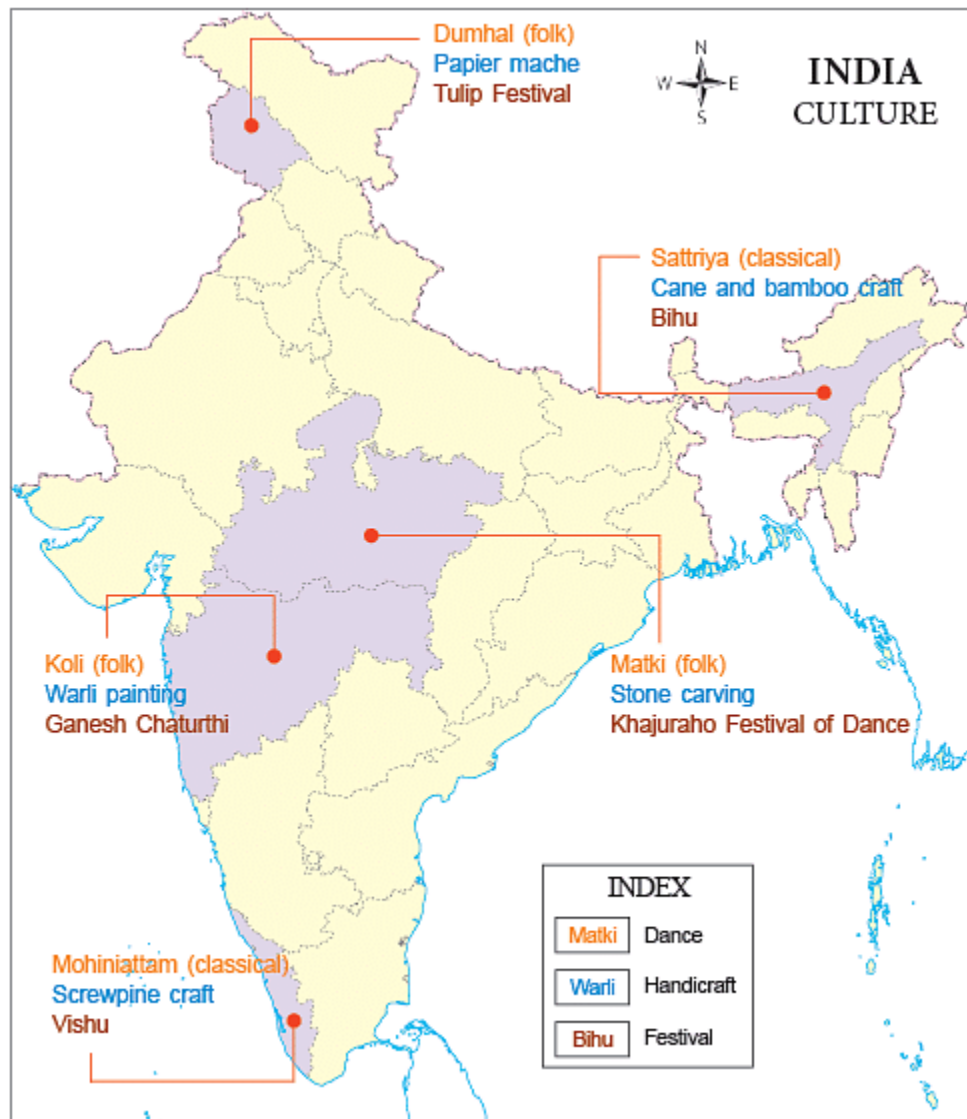 Dumhal (folk)
Papier mache
Tulip Festival
N
W E
S
INDIA
CULTURE
Sattriya (classical)
Cane and bamboo craft
Bihu
Koli (folk)
Warli painting
Ganesh Chaturthi
Matki (folk)
Stone carving
Khajuraho Festival of Dance
Mohiniattam (classical)
Screwpine craft
Vishu
INDEX
Matki Dance
Warli Handicraft
Bihu Festival